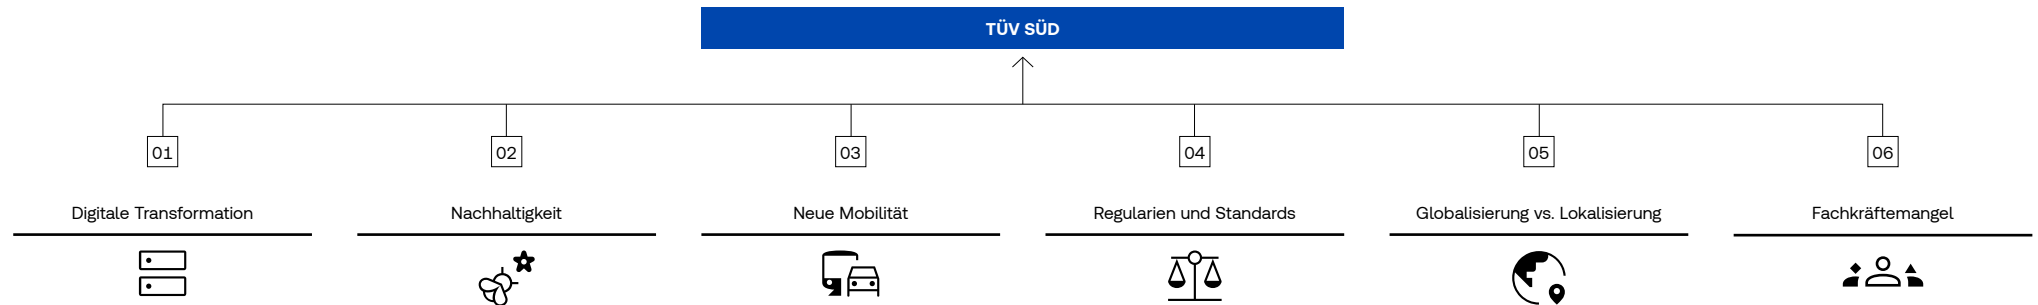 TÜV SÜD
01
02
03
04
05
06
Digitale Transformation
Nachhaltigkeit
Neue Mobilität
Regularien und Standards
Globalisierung vs. Lokalisierung
Fachkräftemangel